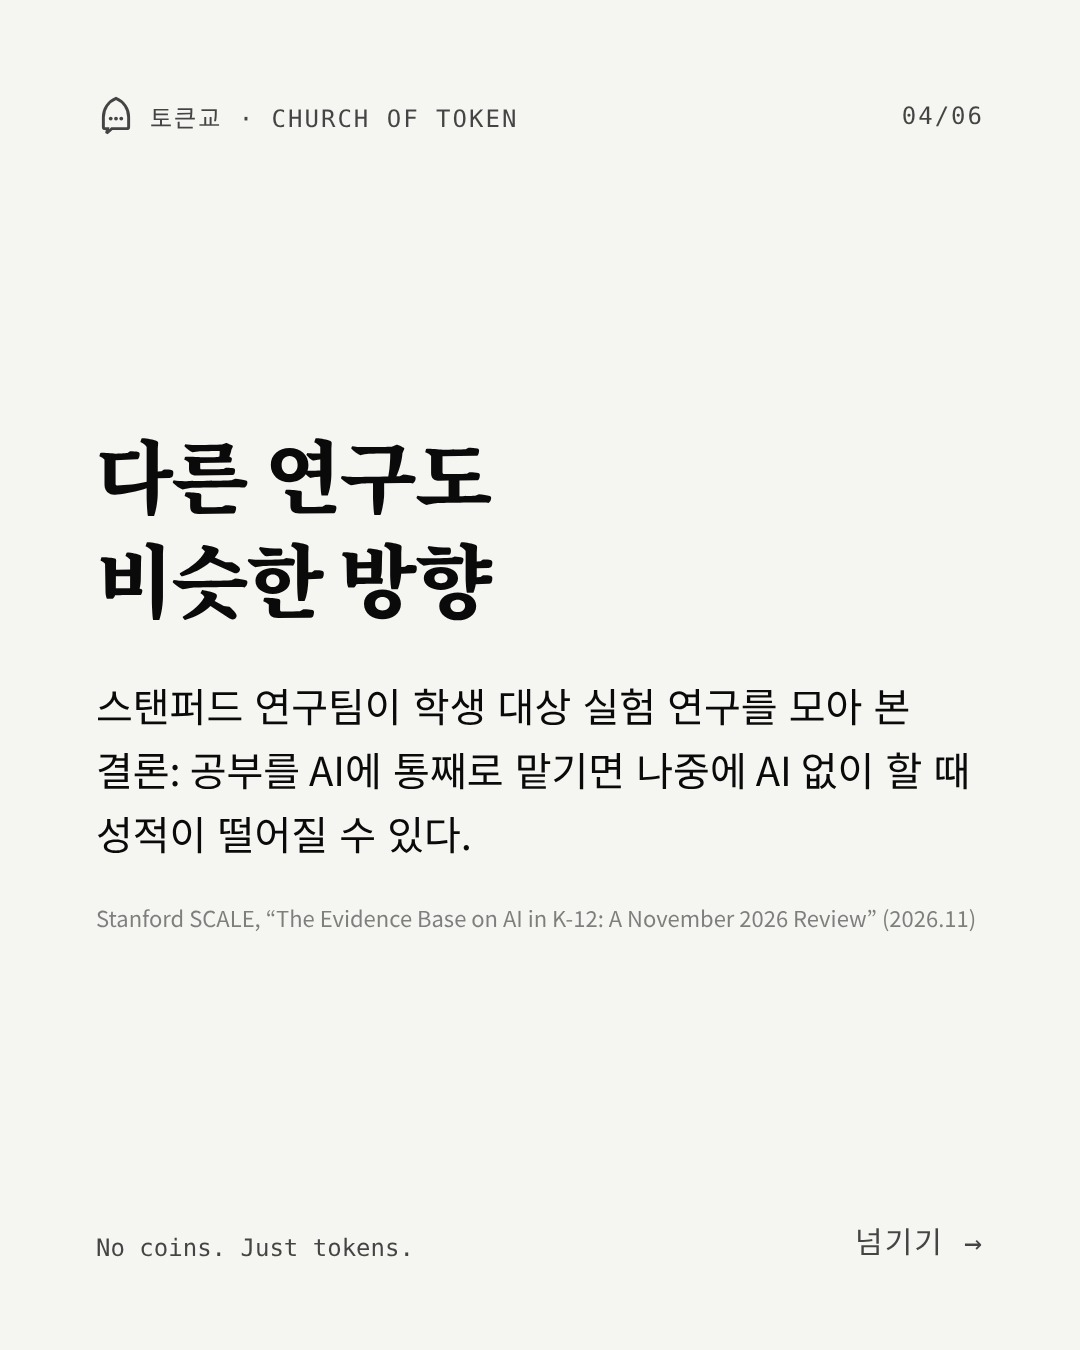 토큰교 · CHURCH OF TOKEN
04/06
다른 연구도
비슷한 방향
스탠퍼드 연구팀이 학생 대상 실험 연구를 모아 본
결론: 공부를 AI에 통째로 맡기면 나중에 AI 없이 할 때
성적이 떨어질 수 있다.
Stanford SCALE, “The Evidence Base on AI in K-12: A November 2026 Review” (2026.11)
No coins. Just tokens.
넘기기 →